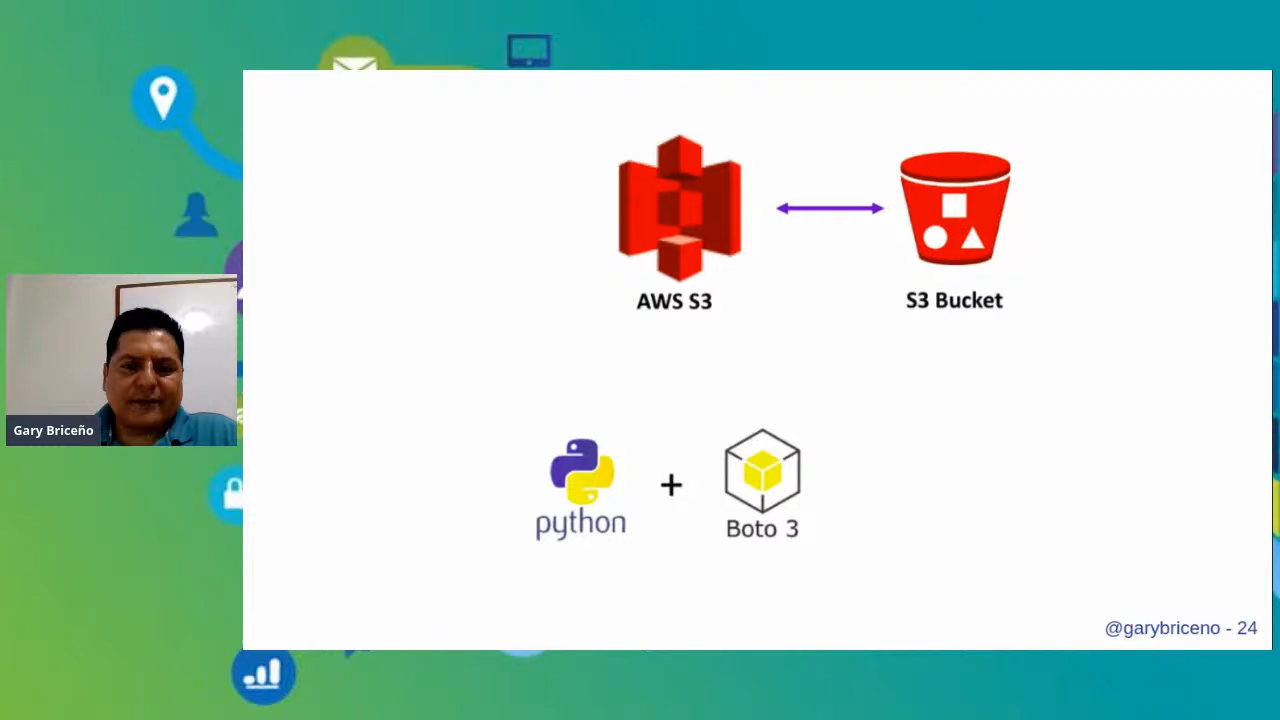 AWS S3
S3 Bucket
Gary Briceño
python
+
Boto 3
@garybriceno - 24